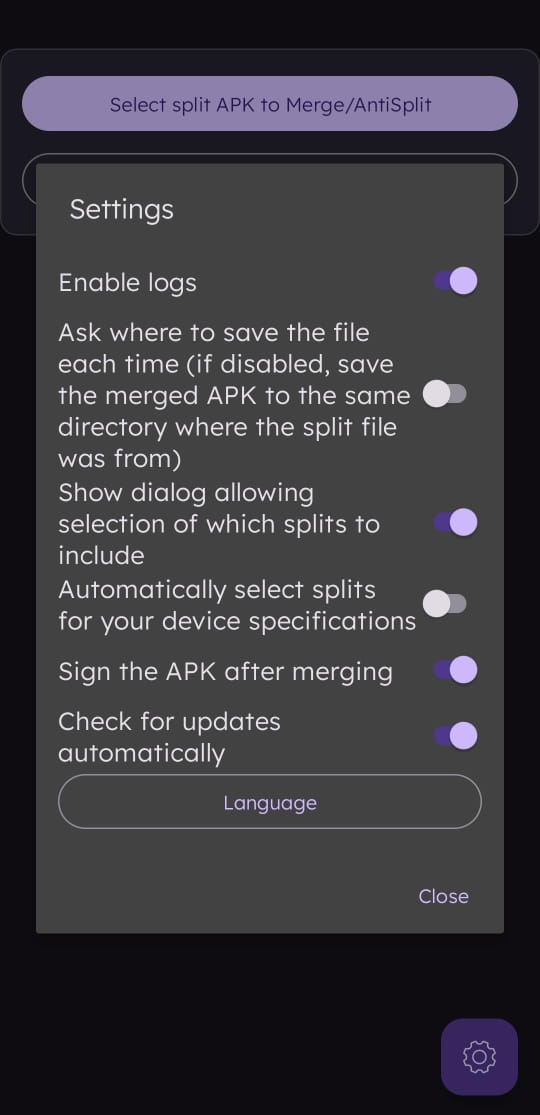 Select split APK to Merge/AntiSplit
Settings
Enable logs
Ask where to save the file
each time (if disabled, save
the merged APK to the same
directory where the split file
was from)
Show dialog allowing
selection of which splits to
include
Automatically select splits
for your device specifications
Sign the APK after merging
Check for updates
automatically
Language
Close